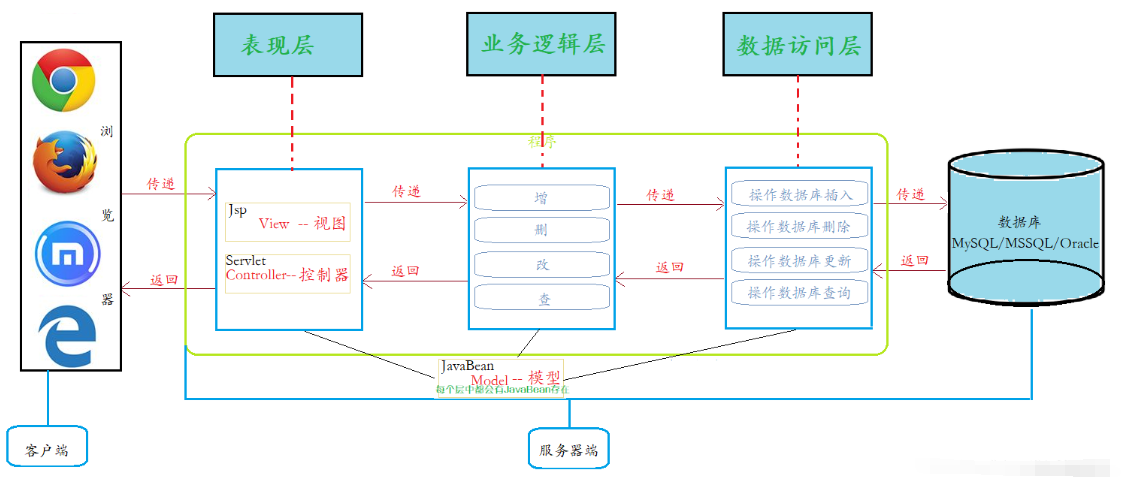 表现层
业务逻辑层
数据访问层
浏
览
器
程序
传递
传递
传递
传递
返回
返回
返回
返回
Jsp
View -- 视图
Servlet
Controller--控制器
增
删
改
查
操作数据库插入
操作数据库删除
操作数据库更新
操作数据库查询
数据库
MySQL/MSSQL/Oracle
JavaBean
Model -- 模型
每个层中都会有JavaBean存在
客户端
服务器端